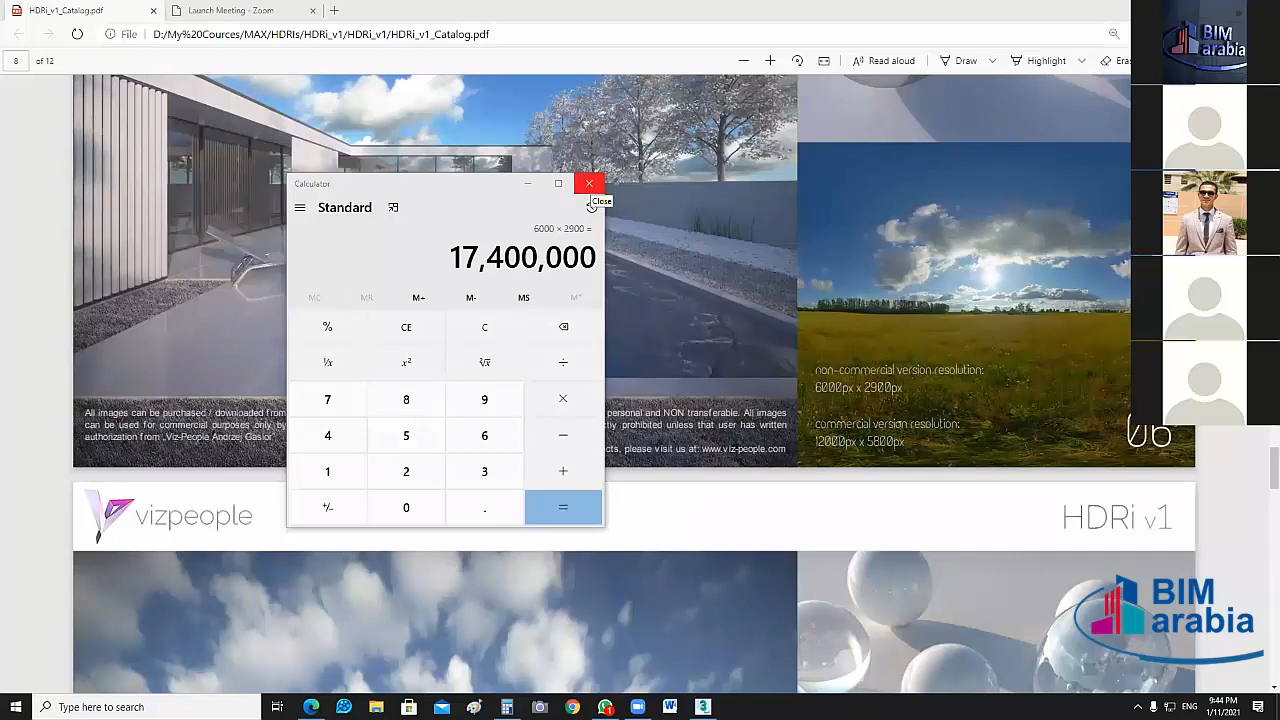 HDRi_v1_Catalog.pdf
Launch Meeting - Zoom
File
D:/My%20Cources/MAX/HDRIs/HDRi_v1/HDRi_v1_Catalog.pdf
8 of 12
Read aloud
Draw
Highlight
Eras
BIM
arabia
Calculator
Close
Standard
6000 × 2900 =
17,400,000
MC MR M+ M- MS M˅
% CE C
¹/x x² ²√x ÷
7 8 9 ×
4 5 6 −
1 2 3 +
+/- 0 . =
non-commercial version resolution:
6000px x 2900px
commercial version resolution:
12000px x 5800px
06
All images can be purchased / downloaded from
can be used for commercial purposes only by
authorization from „Viz-People Andrzej Gasior"
personal and NON transferable. All images
ctly prohibited unless that user has written
cts, please visit us at: www.viz-people.com
vizpeople
HDRi v1
BIM
arabia
Type here to search
1
3
ENG
9:44 PM
1/11/2021